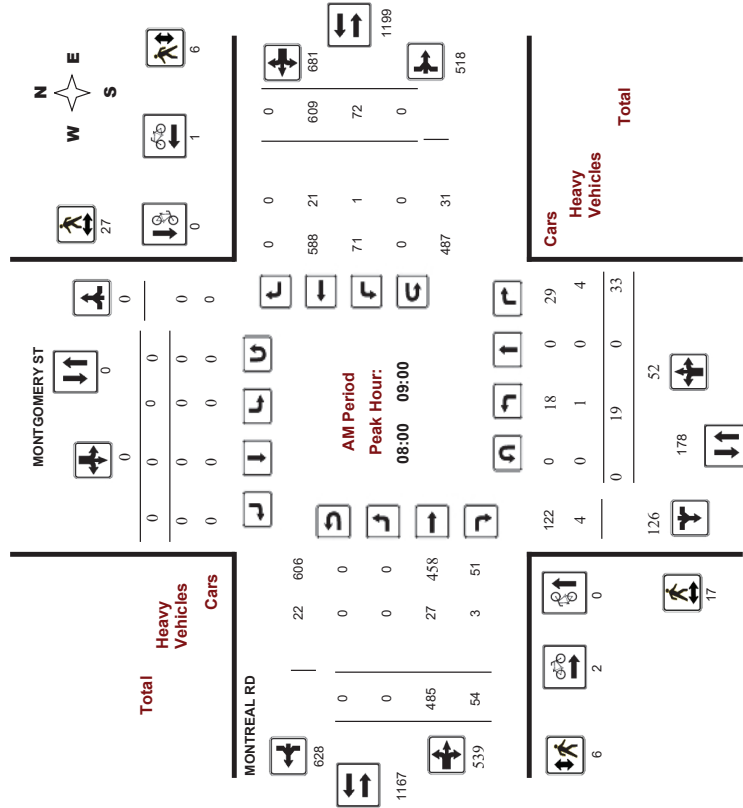 N
W E
S
27
0
1
6
1199
681
518
MONTGOMERY ST
0
0
0
0 0 0 0
0 0 0 0 0
0 0 0 0 0
Total
Heavy
Vehicles
Cars
0 0 0
588 21 609
71 1 72
0 0 0
487 31
AM Period
Peak Hour:
08:00 09:00
MONTREAL RD
22 606
0 0 0
0 0 0
485 27 458
54 3 51
628
1167
539
Cars
Heavy
Vehicles
Total
122 0 18 0 29
4 0 1 0 4
0 19 0 33
126
178
52
6
2
0
17